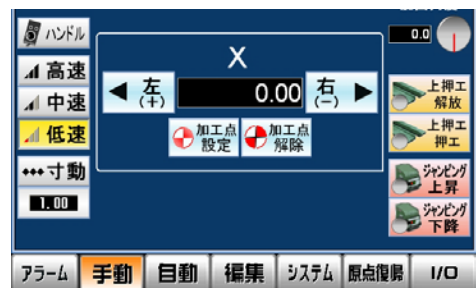 ハンドル
高速
中速
低速
寸動
1.00
X
左
(+)
0.00
右
(−)
加工点
設定
加工点
解除
0.0
上押工
解放
上押工
押工
ジャンピング
上昇
ジャンピング
下降
アラーム 手動 自動 編集 システム 原点復帰 I/O